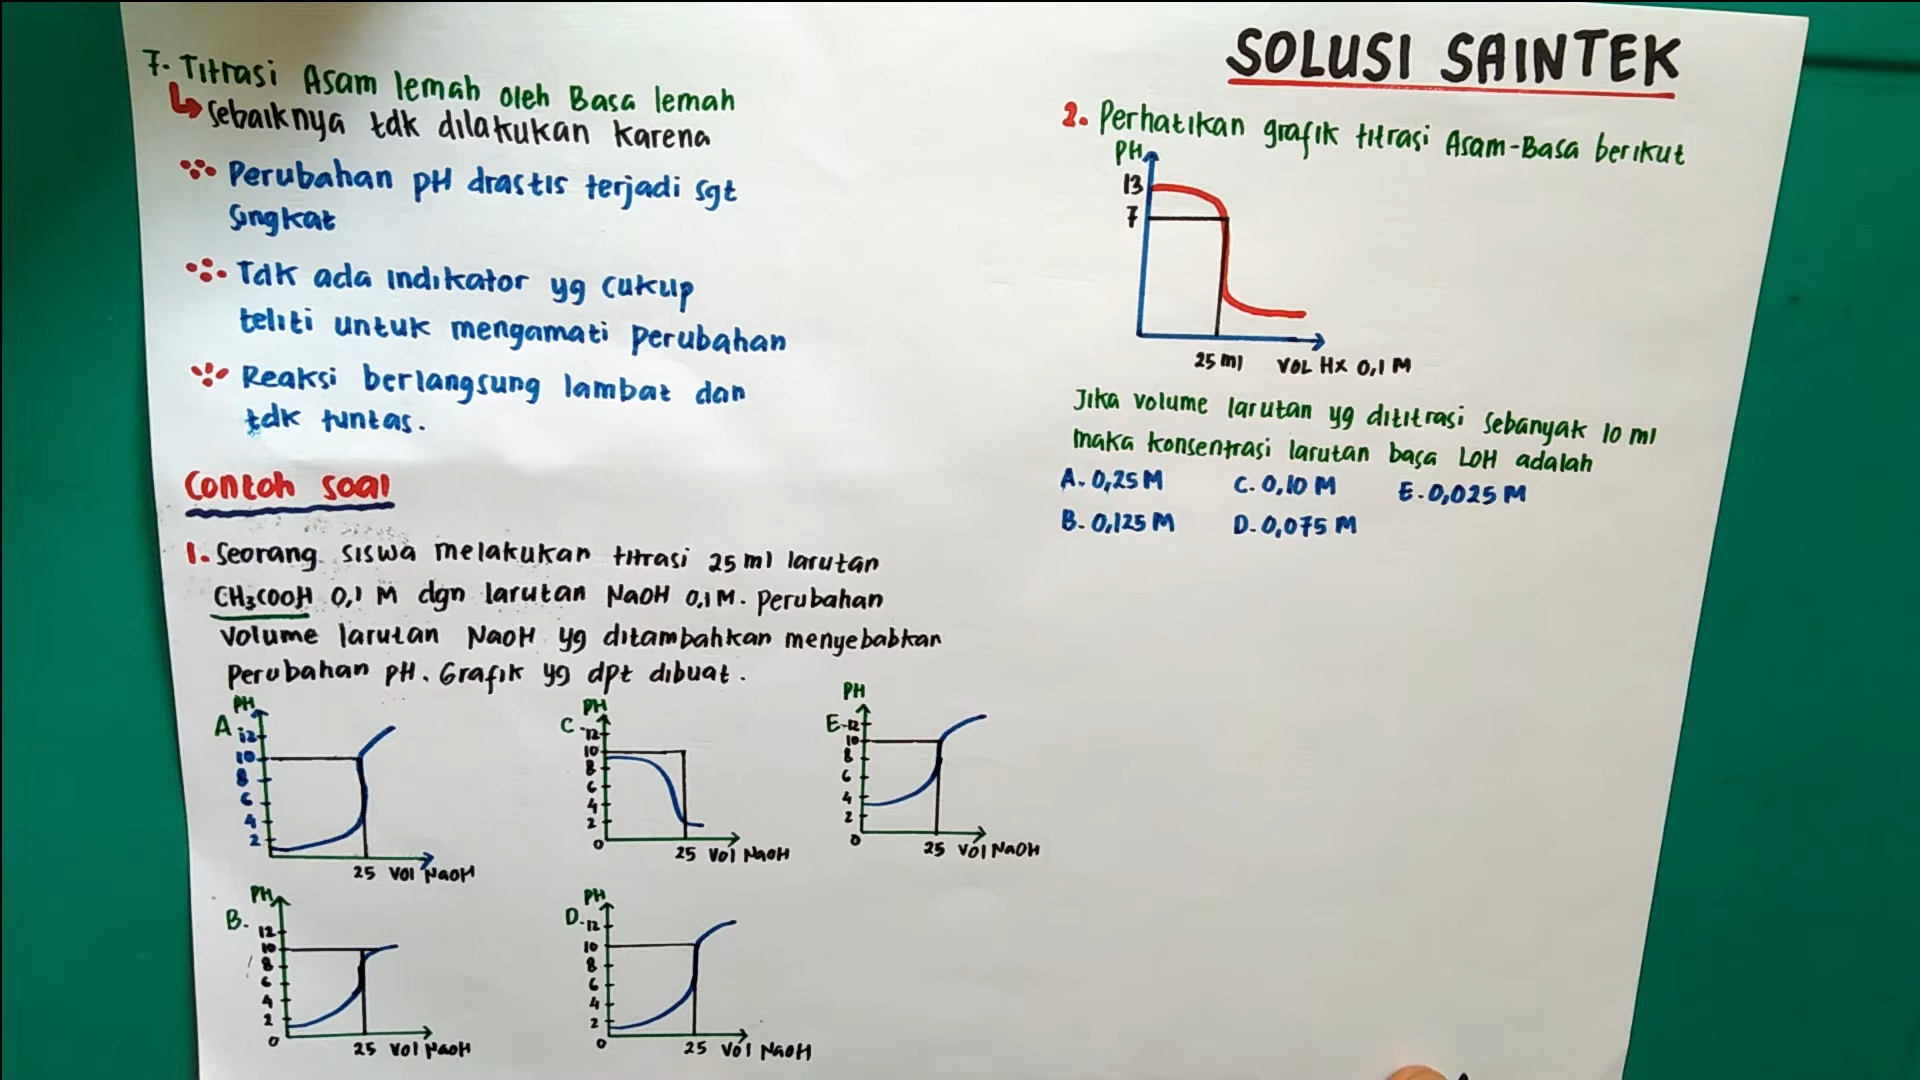 7. Titrasi Asam lemah oleh Basa lemah
↳ Sebaiknya tdk dilakukan karena
Perubahan pH drastis terjadi sgt
singkat
Tdk ada indikator yg cukup
teliti untuk mengamati perubahan
Reaksi berlangsung lambat dan
tdk tuntas.
Contoh soal
1. Seorang siswa melakukan titrasi 25 ml larutan
CH₃COOH 0,1 M dgn larutan NaOH 0,1 M. Perubahan
Volume larutan NaOH yg ditambahkan menyebabkan
Perubahan pH. Grafik yg dpt dibuat.
A
PH
12
10
8
6
4
2
25 Vol NaOH
B.
PH
12
10
8
6
4
2
0
25 Vol NaOH
C
PH
12
10
8
6
4
2
0
25 Vol NaOH
D.
PH
12
10
8
6
4
2
0
25 Vol NaOH
E
PH
12
10
8
6
4
2
0
25 Vol NaOH
SOLUSI SAINTEK
2. Perhatikan grafik titrasi Asam-Basa berikut
PH
13
7
25 ml VOL HX 0,1 M
Jika volume larutan yg dititrasi sebanyak 10 ml
maka konsentrasi larutan basa LOH adalah
A. 0,25 M C. 0,10 M E. 0,025 M
B. 0,125 M D. 0,075 M